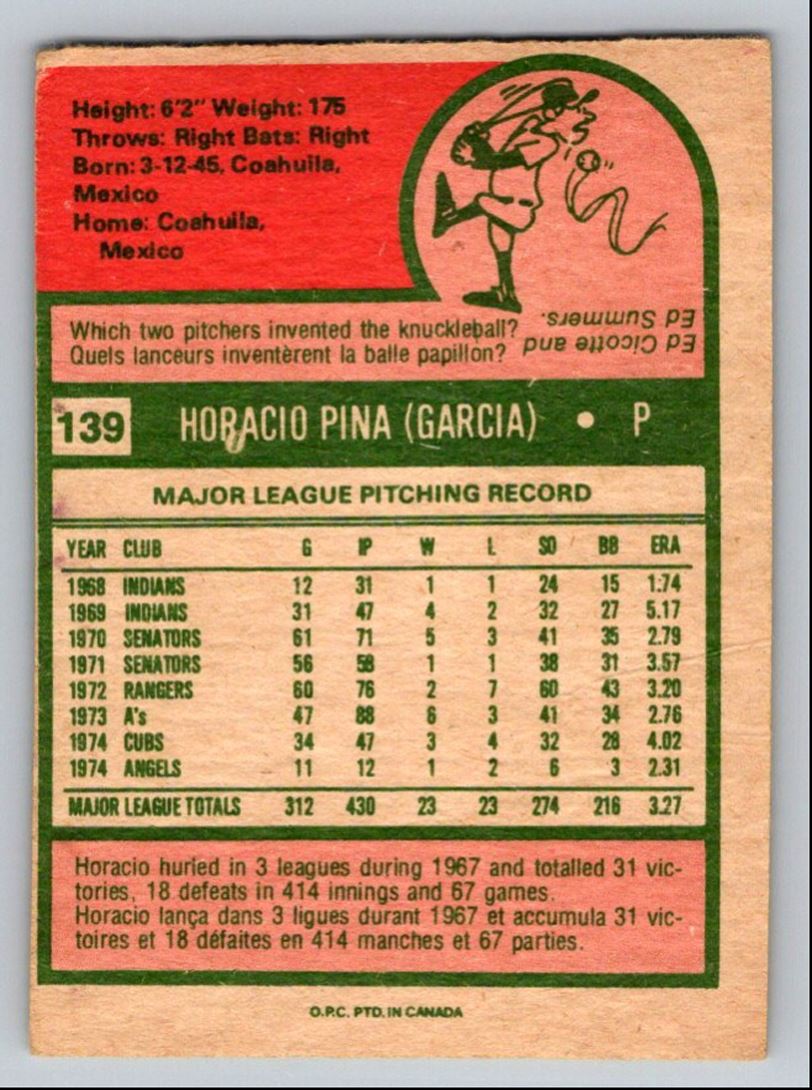 Height: 6'2" Weight: 175
Throws: Right Bats: Right
Born: 3-12-45, Coahuila,
Mexico
Home: Coahuila,
Mexico
Which two pitchers invented the knuckleball?
Quels lanceurs inventèrent la balle papillon?
Ed Cicotte and
Ed Summers.
139 HORACIO PINA (GARCIA) • P
MAJOR LEAGUE PITCHING RECORD
YEAR CLUB G IP W L SO BB ERA
1968 INDIANS 12 31 1 1 24 15 1.74
1969 INDIANS 31 47 4 2 32 27 5.17
1970 SENATORS 61 71 5 3 41 35 2.79
1971 SENATORS 56 58 1 1 38 31 3.57
1972 RANGERS 60 76 2 7 60 43 3.20
1973 A's 47 88 6 3 41 34 2.76
1974 CUBS 34 47 3 4 32 28 4.02
1974 ANGELS 11 12 1 2 6 3 2.31
MAJOR LEAGUE TOTALS 312 430 23 23 274 216 3.27
Horacio huried in 3 leagues during 1967 and totalled 31 vic-
tories, 18 defeats in 414 innings and 67 games.
Horacio lança dans 3 ligues durant 1967 et accumula 31 vic-
toires et 18 défaites en 414 manches et 67 parties.
O.P.C. PTD. IN CANADA